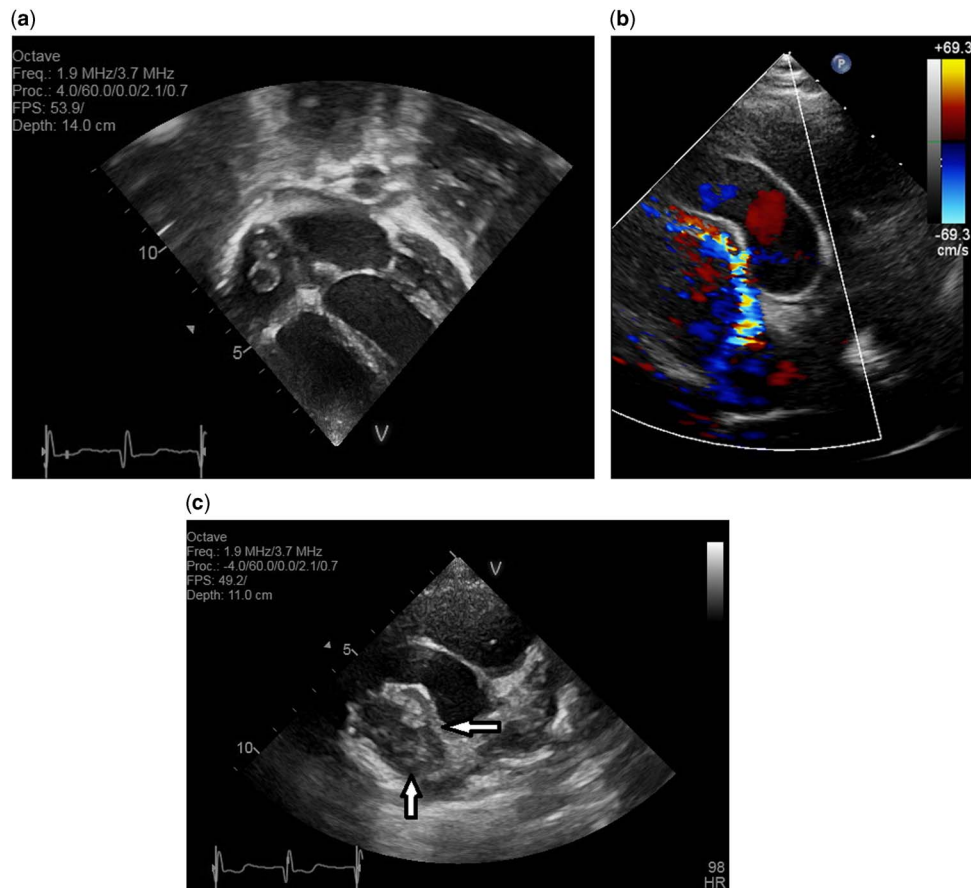 (a)
Octave
Freq.: 1.9 MHz/3.7 MHz
Proc.: 4.0/60.0/0.0/2.1/0.7
FPS: 53.9/
Depth: 14.0 cm
10
5
V
(b)
P
+69.3
-69.3
cm/s
(c)
Octave
Freq.: 1.9 MHz/3.7 MHz
Proc.: -4.0/60.0/0.0/2.1/0.7
FPS: 49.2/
Depth: 11.0 cm
V
5
10
98
HR